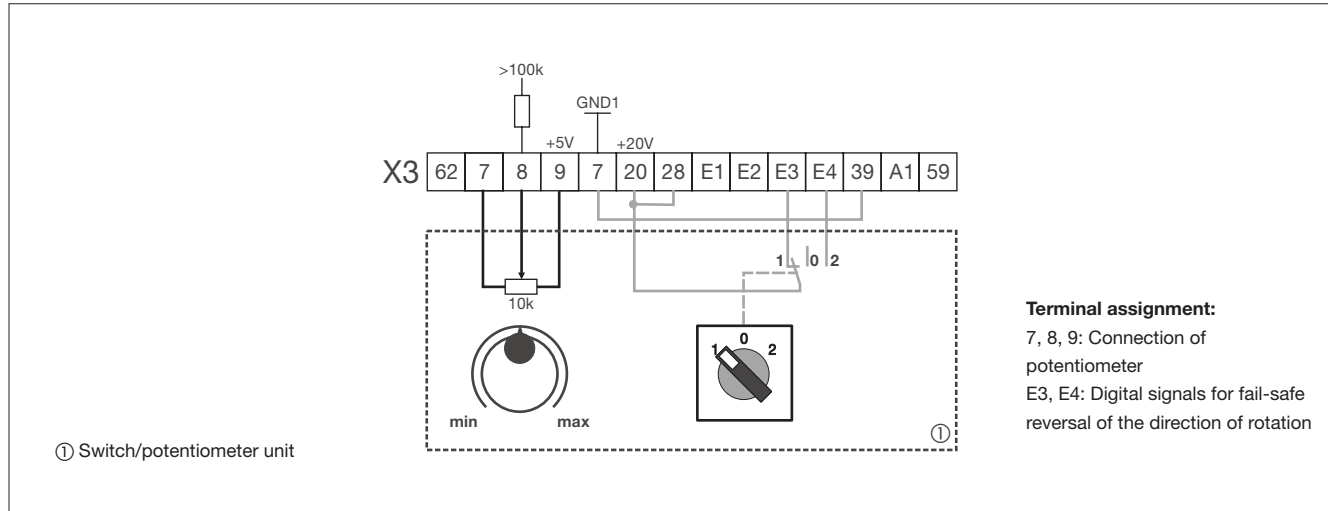 >100k
GND1
+5V +20V
X3 62 7 8 9 7 20 28 E1 E2 E3 E4 39 A1 59
1 0 2
10k
0
1 2
min max
①
① Switch/potentiometer unit
Terminal assignment:
7, 8, 9: Connection of
potentiometer
E3, E4: Digital signals for fail-safe
reversal of the direction of rotation